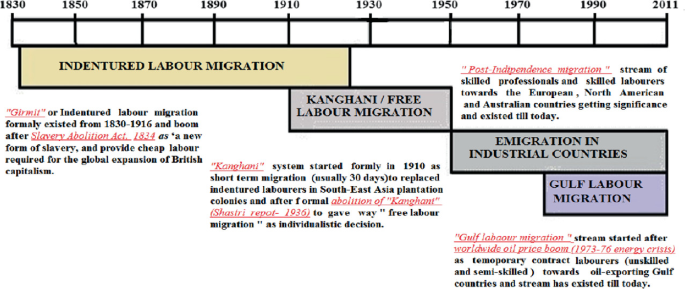 1830 1850 1870 1890 1910 1930 1950 1970 1990 2011
INDENTURED LABOUR MIGRATION
"Girmit" or Indentured labour migration
formaly existed from 1830-1916 and boom
after Slavery Abolition Act, 1834 as 'a new
form of slavery, and provide cheap labour
required for the global expansion of British
capitalism.
KANGHANI / FREE
LABOUR MIGRATION
"Kanghani" system started formly in 1910 as
short term migration (usually 30 days)to replaced
indentured labourers in South-East Asia plantation
colonies and after f ormal abolition of "Kanghant"
(Shastri repot- 1936) to gave way " free labour
migration " as individualistic decision.
" Post-Indipendence migration " stream of
skilled professionals and skilled labourers
towards the European , North American
and Australian countries getting significance
and existed till today.
EMIGRATION IN
INDUSTRIAL COUNTRIES
GULF LABOUR
MIGRATION
"Gulf labaour migration " stream started after
worldwide oil price boom (1973-76 energy crisis)
as temoporary contract labourers (unskilled
and semi-skilled ) towards oil-exporting Gulf
countries and stream has existed till today.